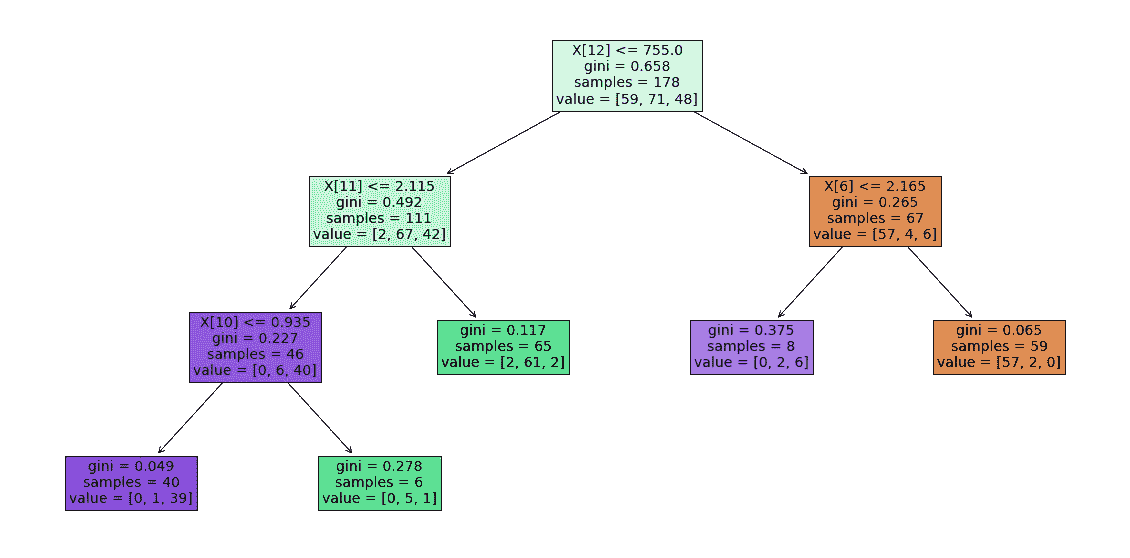 X[12] <= 755.0
gini = 0.658
samples = 178
value = [59, 71, 48]
X[11] <= 2.115
gini = 0.492
samples = 111
value = [2, 67, 42]
X[6] <= 2.165
gini = 0.265
samples = 67
value = [57, 4, 6]
X[10] <= 0.935
gini = 0.227
samples = 46
value = [0, 6, 40]
gini = 0.117
samples = 65
value = [2, 61, 2]
gini = 0.375
samples = 8
value = [0, 2, 6]
gini = 0.065
samples = 59
value = [57, 2, 0]
gini = 0.049
samples = 40
value = [0, 1, 39]
gini = 0.278
samples = 6
value = [0, 5, 1]